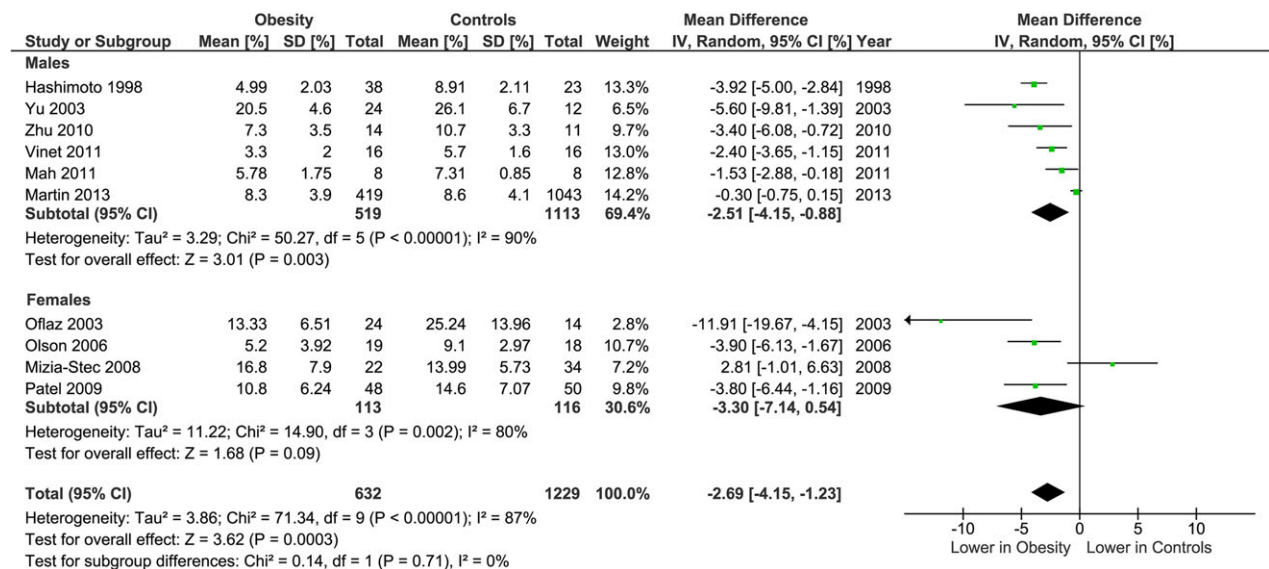 Obesity Controls Mean Difference Mean Difference
Study or Subgroup Mean [%] SD [%] Total Mean [%] SD [%] Total Weight IV, Random, 95% CI [%] Year IV, Random, 95% CI [%]
Males
Hashimoto 1998 4.99 2.03 38 8.91 2.11 23 13.3% -3.92 [-5.00, -2.84] 1998
Yu 2003 20.5 4.6 24 26.1 6.7 12 6.5% -5.60 [-9.81, -1.39] 2003
Zhu 2010 7.3 3.5 14 10.7 3.3 11 9.7% -3.40 [-6.08, -0.72] 2010
Vinet 2011 3.3 2 16 5.7 1.6 16 13.0% -2.40 [-3.65, -1.15] 2011
Mah 2011 5.78 1.75 8 7.31 0.85 8 12.8% -1.53 [-2.88, -0.18] 2011
Martin 2013 8.3 3.9 419 8.6 4.1 1043 14.2% -0.30 [-0.75, 0.15] 2013
Subtotal (95% CI) 519 1113 69.4% -2.51 [-4.15, -0.88]
Heterogeneity: Tau² = 3.29; Chi² = 50.27, df = 5 (P < 0.00001); I² = 90%
Test for overall effect: Z = 3.01 (P = 0.003)
Females
Oflaz 2003 13.33 6.51 24 25.24 13.96 14 2.8% -11.91 [-19.67, -4.15] 2003
Olson 2006 5.2 3.92 19 9.1 2.97 18 10.7% -3.90 [-6.13, -1.67] 2006
Mizia-Stec 2008 16.8 7.9 22 13.99 5.73 34 7.2% 2.81 [-1.01, 6.63] 2008
Patel 2009 10.8 6.24 48 14.6 7.07 50 9.8% -3.80 [-6.44, -1.16] 2009
Subtotal (95% CI) 113 116 30.6% -3.30 [-7.14, 0.54]
Heterogeneity: Tau² = 11.22; Chi² = 14.90, df = 3 (P = 0.002); I² = 80%
Test for overall effect: Z = 1.68 (P = 0.09)
Total (95% CI) 632 1229 100.0% -2.69 [-4.15, -1.23]
Heterogeneity: Tau² = 3.86; Chi² = 71.34, df = 9 (P < 0.00001); I² = 87%
Test for overall effect: Z = 3.62 (P = 0.0003)
Test for subgroup differences: Chi² = 0.14, df = 1 (P = 0.71), I² = 0%
-10 -5 0 5 10
Lower in Obesity Lower in Controls